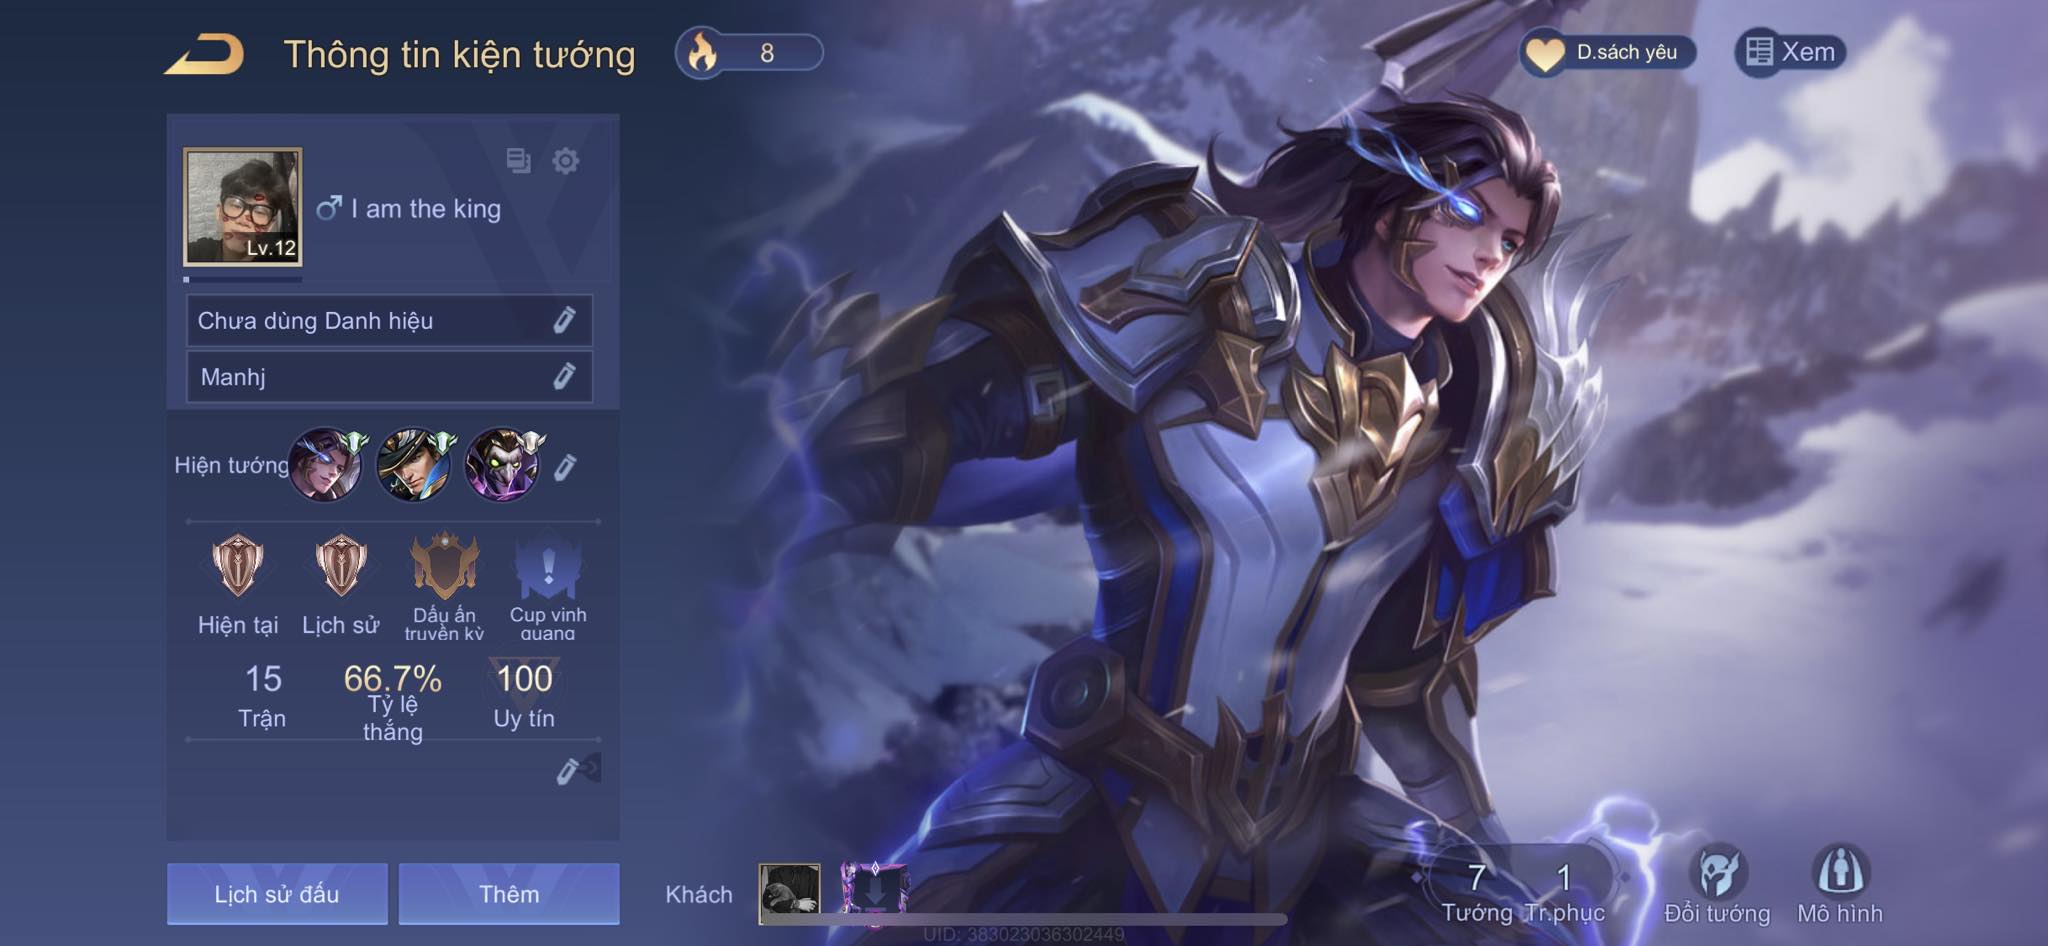 Thông tin kiện tướng
8
D.sách yêu
Xem
Lv.12
I am the king
Chưa dùng Danh hiệu
Manhj
Hiện tướng
Hiện tại
Lịch sử
Dấu ấn
truyền kỳ
Cup vinh
quang
15
Trận
66.7%
Tỷ lệ
thắng
100
Uy tín
Lịch sử đấu
Thêm
Khách
7
Tướng
1
Tr.phục
Đổi tướng
Mô hình
UID: 383023036302449